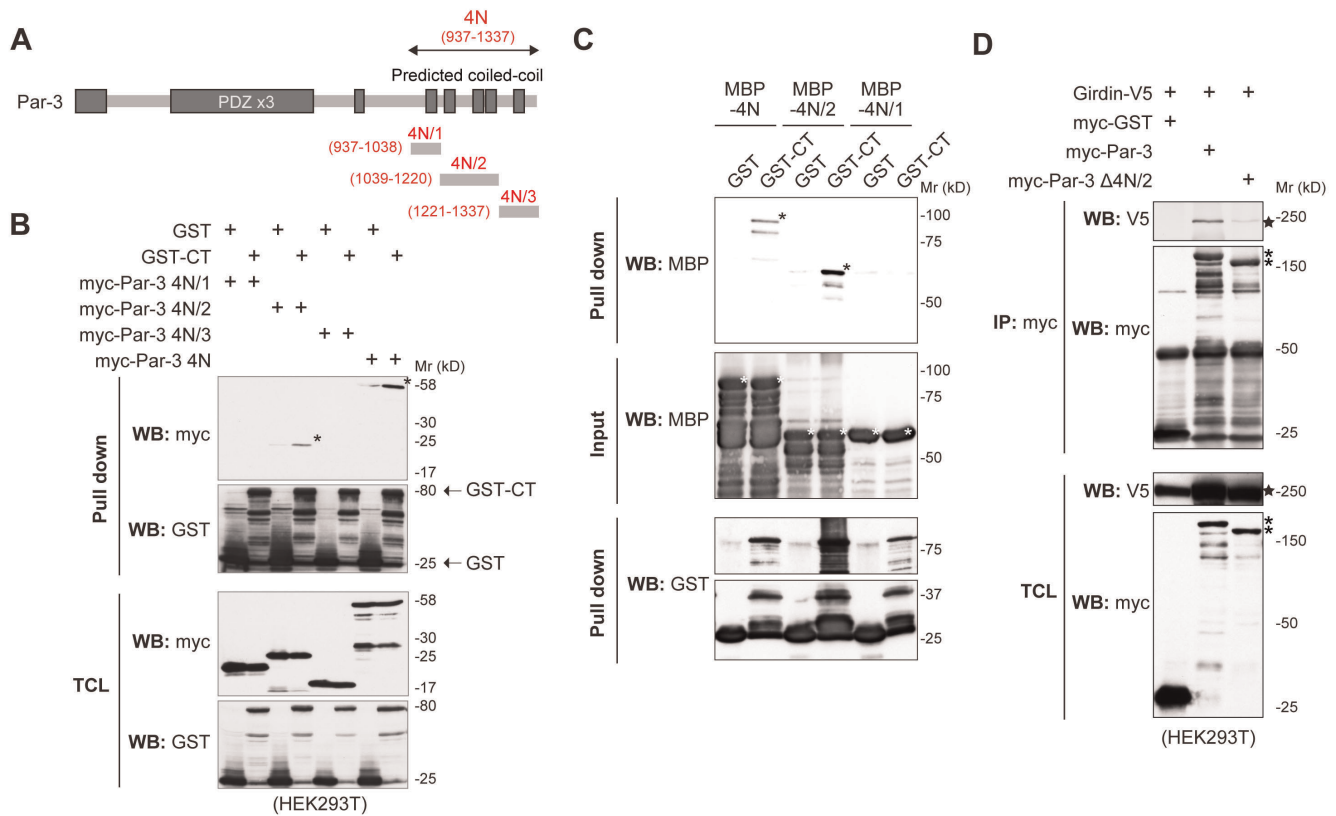 A
4N
(937-1337)
Predicted coiled-coil
Par-3
PDZ x3
4N/1
(937-1038)
4N/2
(1039-1220)
4N/3
(1221-1337)
B
GST + + + +
GST-CT + + + +
myc-Par-3 4N/1 + +
myc-Par-3 4N/2 + +
myc-Par-3 4N/3 + +
myc-Par-3 4N + +
Mr (kD)
Pull down
WB: myc
*
*
-58
-30
-25
-17
WB: GST
-80 ← GST-CT
-25 ← GST
TCL
WB: myc
-58
-30
-25
-17
WB: GST
-80
-25
(HEK293T)
C
MBP MBP MBP
-4N -4N/2 -4N/1
GST GST-CT GST GST-CT GST GST-CT
Mr (kD)
Pull down
WB: MBP
*
*
-100
-75
-50
Input
WB: MBP
* *
* * * *
-100
-75
-50
Pull down
WB: GST
-75
-37
-25
D
Girdin-V5 + + +
myc-GST +
myc-Par-3 +
myc-Par-3 Δ4N/2 +
Mr (kD)
IP: myc
WB: V5
-250
★
WB: myc
*
*
-150
-50
-25
TCL
WB: V5
-250
★
WB: myc
*
*
-150
-50
-25
(HEK293T)